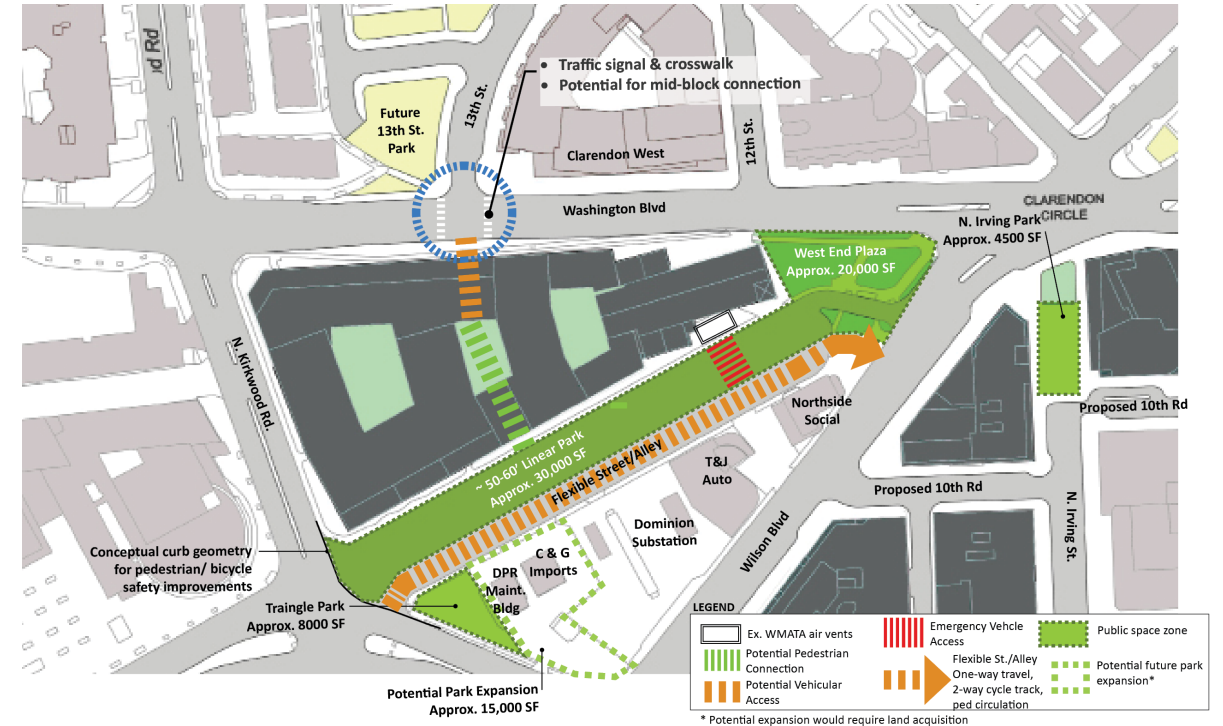 d Rd
• Traffic signal & crosswalk
• Potential for mid-block connection
13th St.
Future
13th St.
Park
Clarendon West
12th St.
Washington Blvd
CLARENDON
CIRCLE
N. Irving Park
Approx. 4500 SF
West End Plaza
Approx. 20,000 SF
N. Kirkwood Rd.
Northside
Social
Proposed 10th Rd
~ 50-60' Linear Park
Approx. 30,000 SF
Flexible Street/Alley
T&J
Auto
Proposed 10th Rd
N. Irving St.
Dominion
Substation
Wilson Blvd
Conceptual curb geometry
for pedestrian/ bicycle
safety improvements
C & G
Imports
DPR
Maint.
Bldg
Traingle Park
Approx. 8000 SF
Potential Park Expansion
Approx. 15,000 SF
LEGEND
Ex. WMATA air vents
Potential Pedestrian
Connection
Potential Vehicular
Access
Emergency Vehcle
Access
Flexible St./Alley
One-way travel,
2-way cycle track,
ped circulation
Public space zone
Potential future park
expansion*
* Potential expansion would require land acquisition